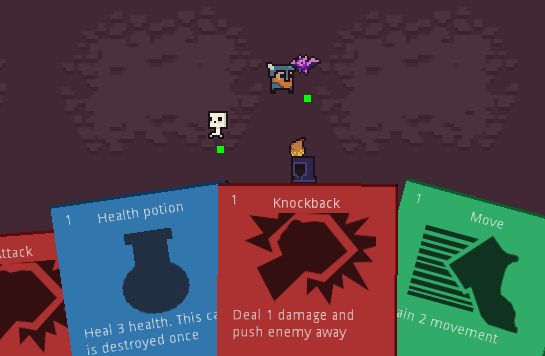 ttack
1
Health potion
Heal 3 health. This ca
is destroyed once
1
Knockback
Deal 1 damage and
push enemy away
1
Move
ain 2 movement